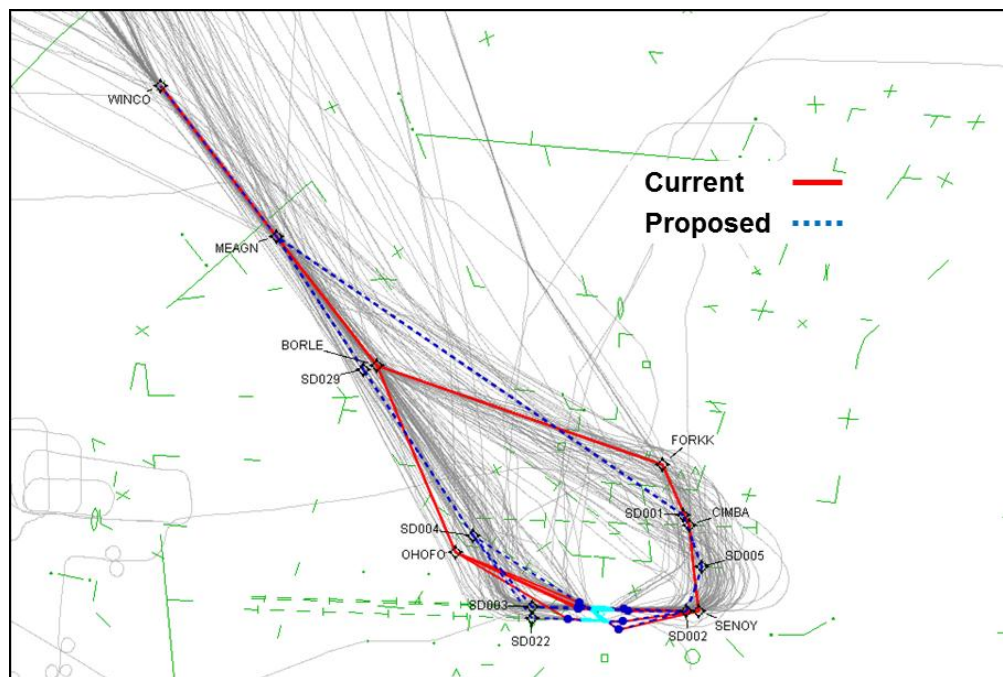 WINCO
Current
Proposed
MEAGN
BORLE
SD029
FORKK
SD001
CIMBA
SD004
OHOFO
SD005
SD003
SD022
SD002
SENOY